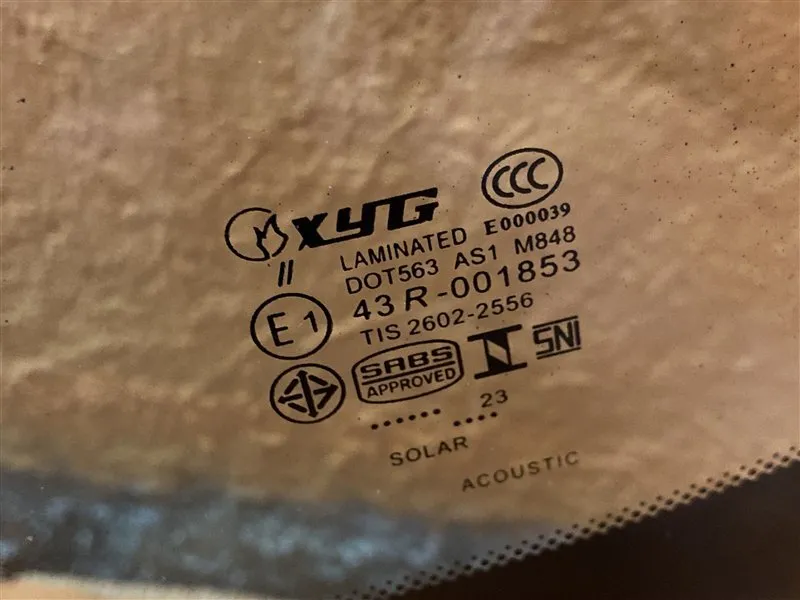 XYG
CCC
LAMINATED E000039
II
DOT563 AS1 M848
E1
43R-001853
TIS 2602-2556
SABS
APPROVED
SNI
•••••• 23 ••••
SOLAR
ACOUSTIC